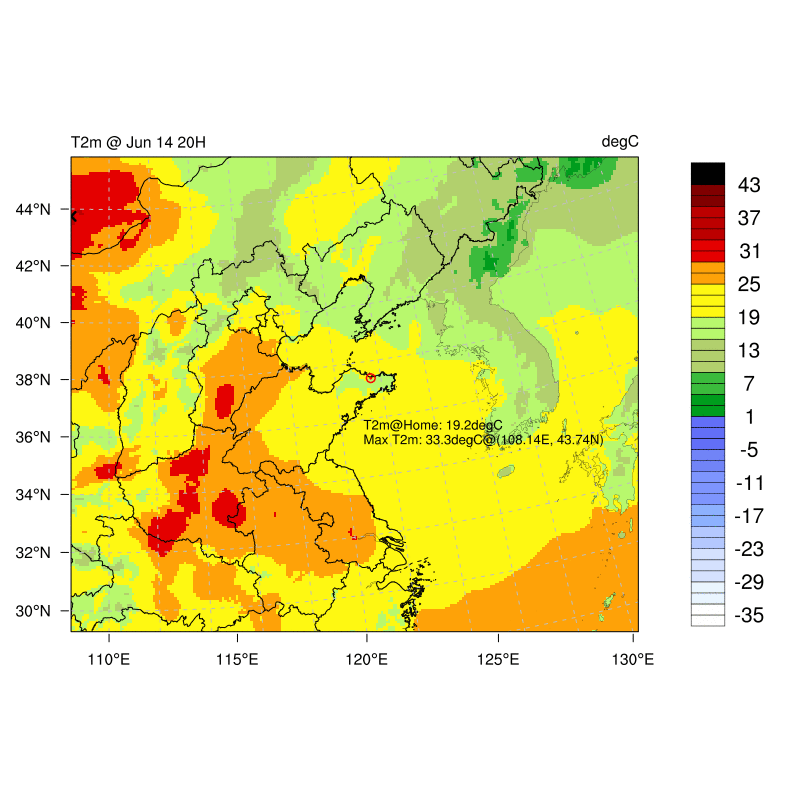 T2m @ Jun 14 20H
degC
44°N
42°N
40°N
38°N
36°N
34°N
32°N
30°N
110°E
115°E
120°E
125°E
130°E
T2m@Home: 19.2degC
Max T2m: 33.3degC@(108.14E, 43.74N)
43
37
31
25
19
13
7
1
-5
-11
-17
-23
-29
-35